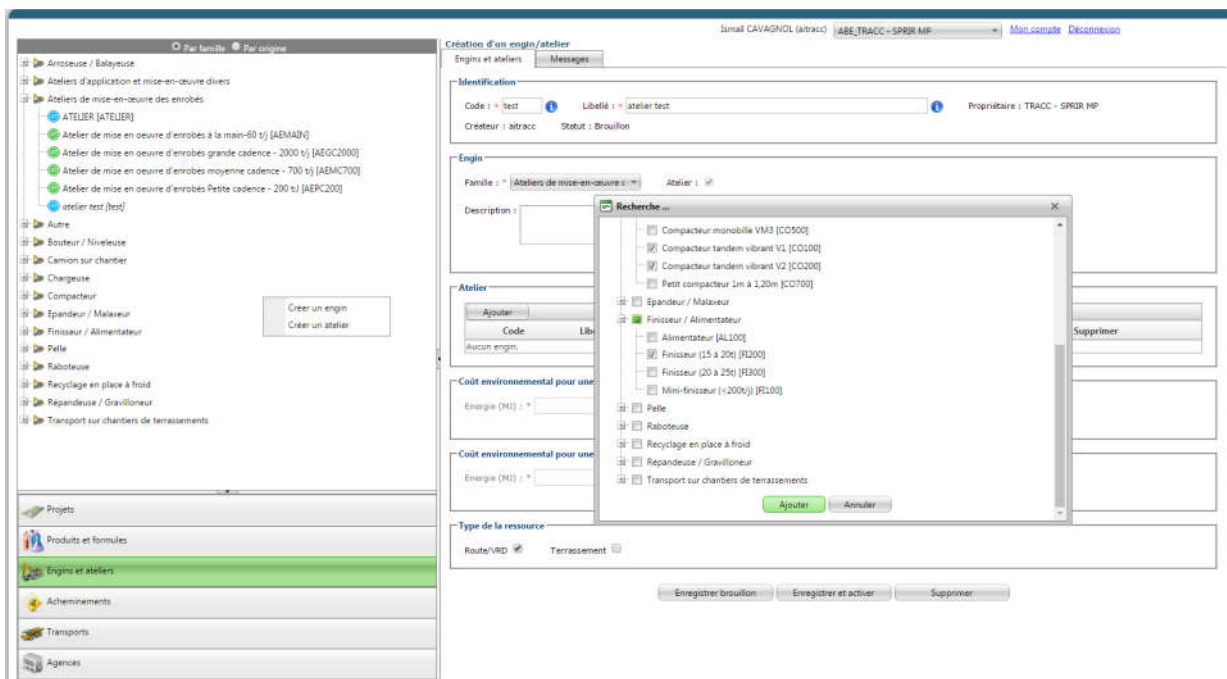 Ismail CAVAGNOL (aitracc) ABE_TRACC - SPRIR MP Mon compte Déconnexion
Par famille Par origine
Arroseuse / Balayeuse
Ateliers d'application et mise-en-œuvre divers
Ateliers de mise-en-œuvre des enrobés
ATELIER [ATELIER]
Atelier de mise en oeuvre d'enrobés à la main-60 t/j [AEMAIN]
Atelier de mise en oeuvre d'enrobés grande cadence - 2000 t/j [AEGC2000]
Atelier de mise en oeuvre d'enrobés moyenne cadence - 700 t/j [AEMC700]
Atelier de mise en oeuvre d'enrobés Petite cadence - 200 t.J [AEPC200]
atelier test [test]
Autre
Bouteur / Niveleuse
Camion sur chantier
Chargeuse
Compacteur
Epandeur / Malaxeur
Finisseur / Alimentateur
Pelle
Raboteuse
Recyclage en place à froid
Répandeuse / Gravillonneur
Transport sur chantiers de terrassements
Créer un engin
Créer un atelier
Projets
Produits et formules
Engins et ateliers
Acheminements
Transports
Agences
Création d'un engin/atelier
Engins et ateliers Messages
Identification
Code : * test Libellé : * atelier test Propriétaire : TRACC - SPRIR MP
Créateur : aitracc Statut : Brouillon
Engin
Famille : * Ateliers de mise-en-œuvre c Atelier :
Description :
Atelier
Ajouter
Code Lib Supprimer
Aucun engin.
Coût environnemental pour une
Energie (MJ) : *
Coût environnemental pour une
Energie (MJ) : *
Type de la ressource
Route/VRD Terrassement
Enregistrer brouillon Enregistrer et activer Supprimer
Recherche ...
Compacteur monobille VM3 [CO500]
Compacteur tandem vibrant V1 [CO100]
Compacteur tandem vibrant V2 [CO200]
Petit compacteur 1m à 1,20m [CO700]
Epandeur / Malaxeur
Finisseur / Alimentateur
Alimentateur [AL100]
Finisseur (15 à 20t) [FI200]
Finisseur (20 à 25t) [FI300]
Mini-finisseur (<200t/j) [FI100]
Pelle
Raboteuse
Recyclage en place à froid
Répandeuse / Gravillonneur
Transport sur chantiers de terrassements
Ajouter Annuler